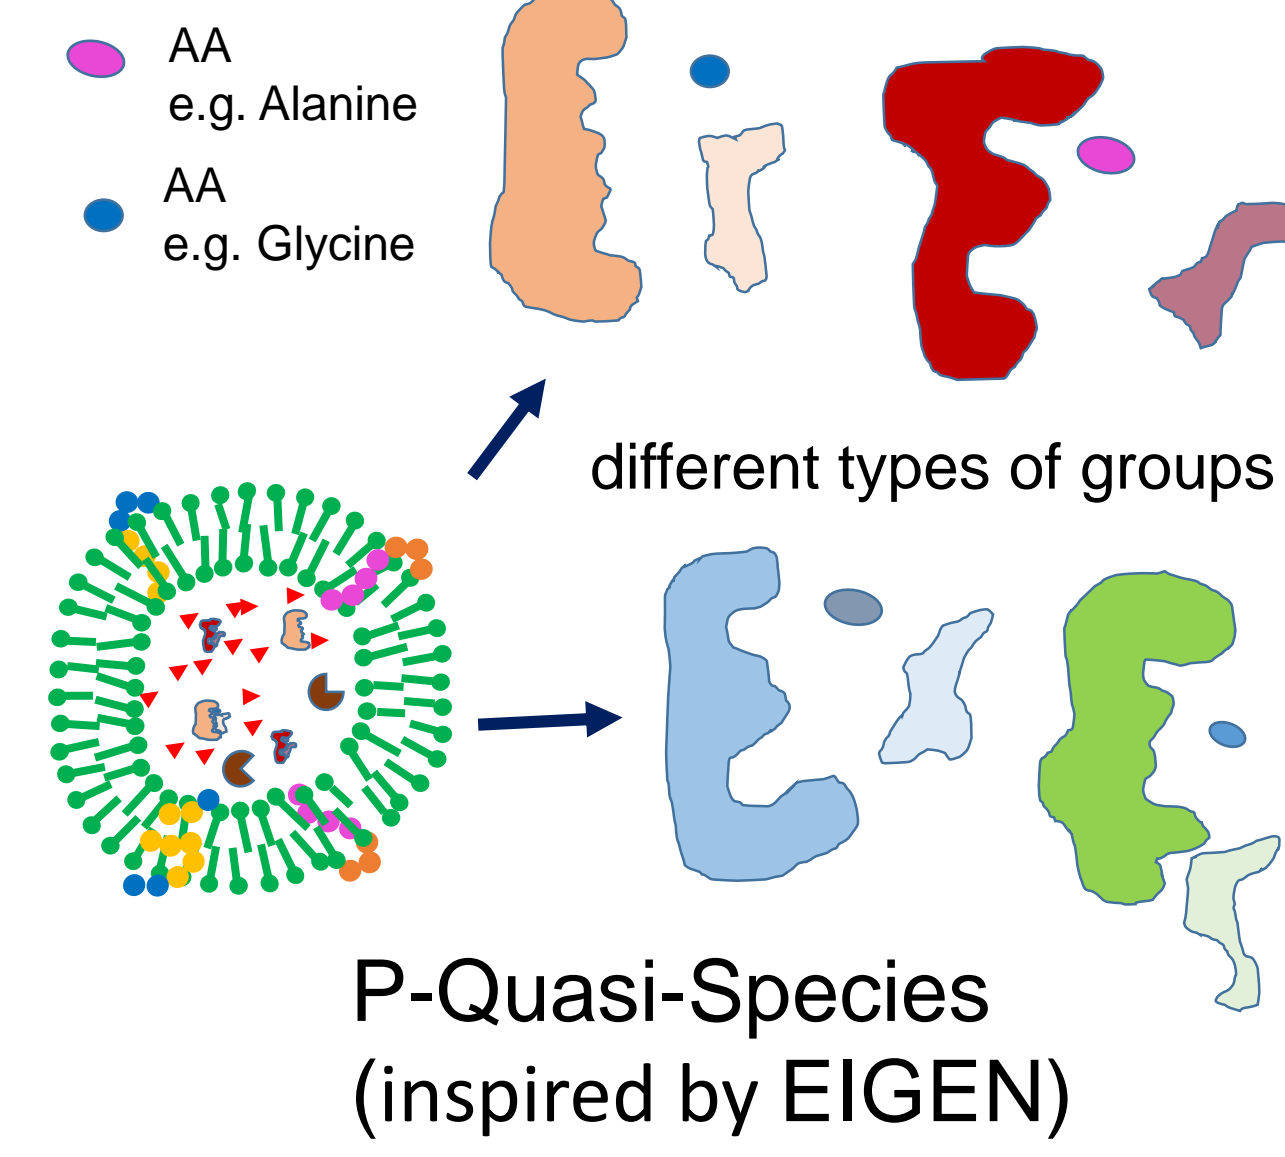 AA
e.g. Alanine
AA
e.g. Glycine
different types of groups
P-Quasi-Species
(inspired by EIGEN)